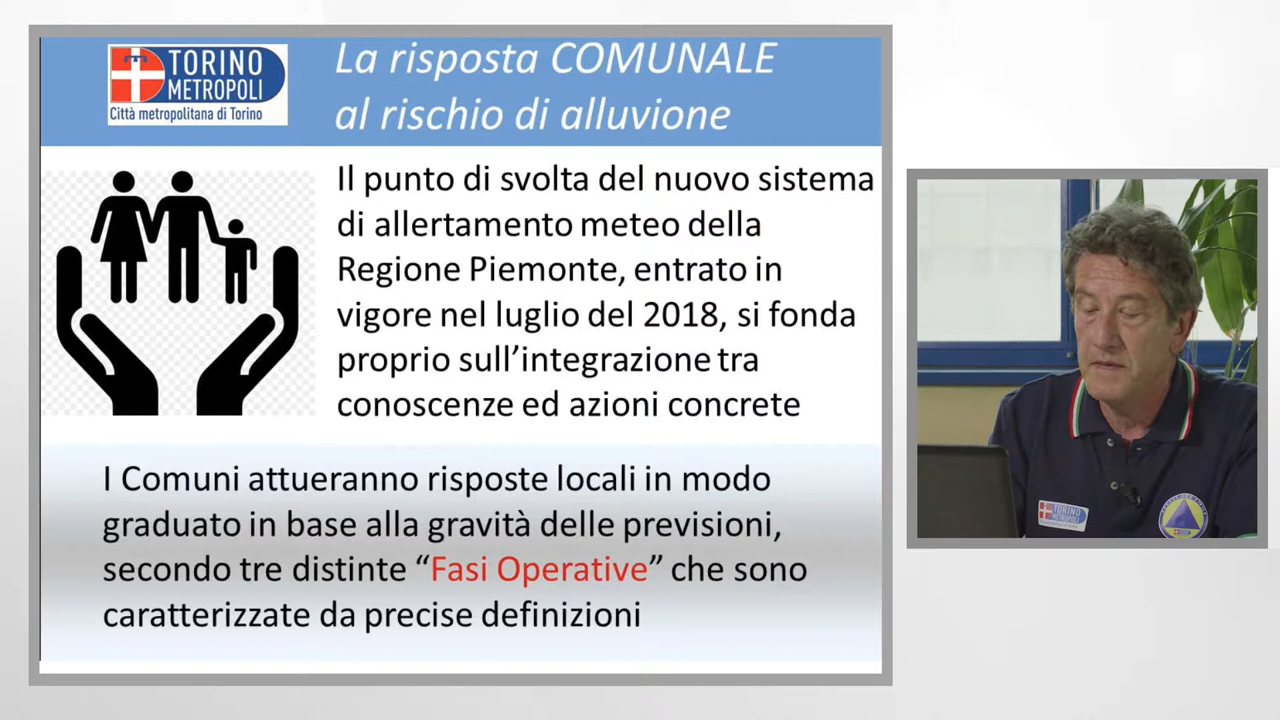 TORINO
METROPOLI
Città metropolitana di Torino
La risposta COMUNALE
al rischio di alluvione
Il punto di svolta del nuovo sistema
di allertamento meteo della
Regione Piemonte, entrato in
vigore nel luglio del 2018, si fonda
proprio sull’integrazione tra
conoscenze ed azioni concrete
I Comuni attueranno risposte locali in modo
graduato in base alla gravità delle previsioni,
secondo tre distinte “Fasi Operative” che sono
caratterizzate da precise definizioni
TORINO
METROPOLI